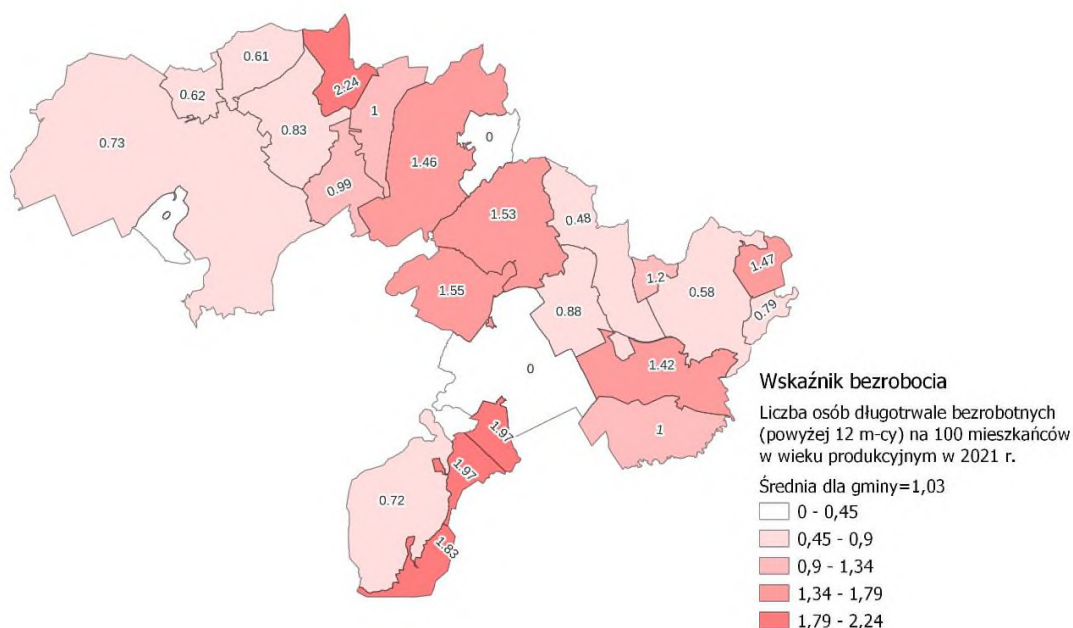 0.61
2.24
0.62
1
0.83
0
0.73
1.46
0.99
0
1.53
0.48
1.47
1.2
0.58
1.55
0.79
0.88
1.42
0
1.97
1
1.97
0.72
1.83
Wskaźnik bezrobocia
Liczba osób długotrwale bezrobotnych
(powyżej 12 m-cy) na 100 mieszkańców
w wieku produkcyjnym w 2021 r.
Średnia dla gminy=1,03
0 - 0,45
0,45 - 0,9
0,9 - 1,34
1,34 - 1,79
1,79 - 2,24